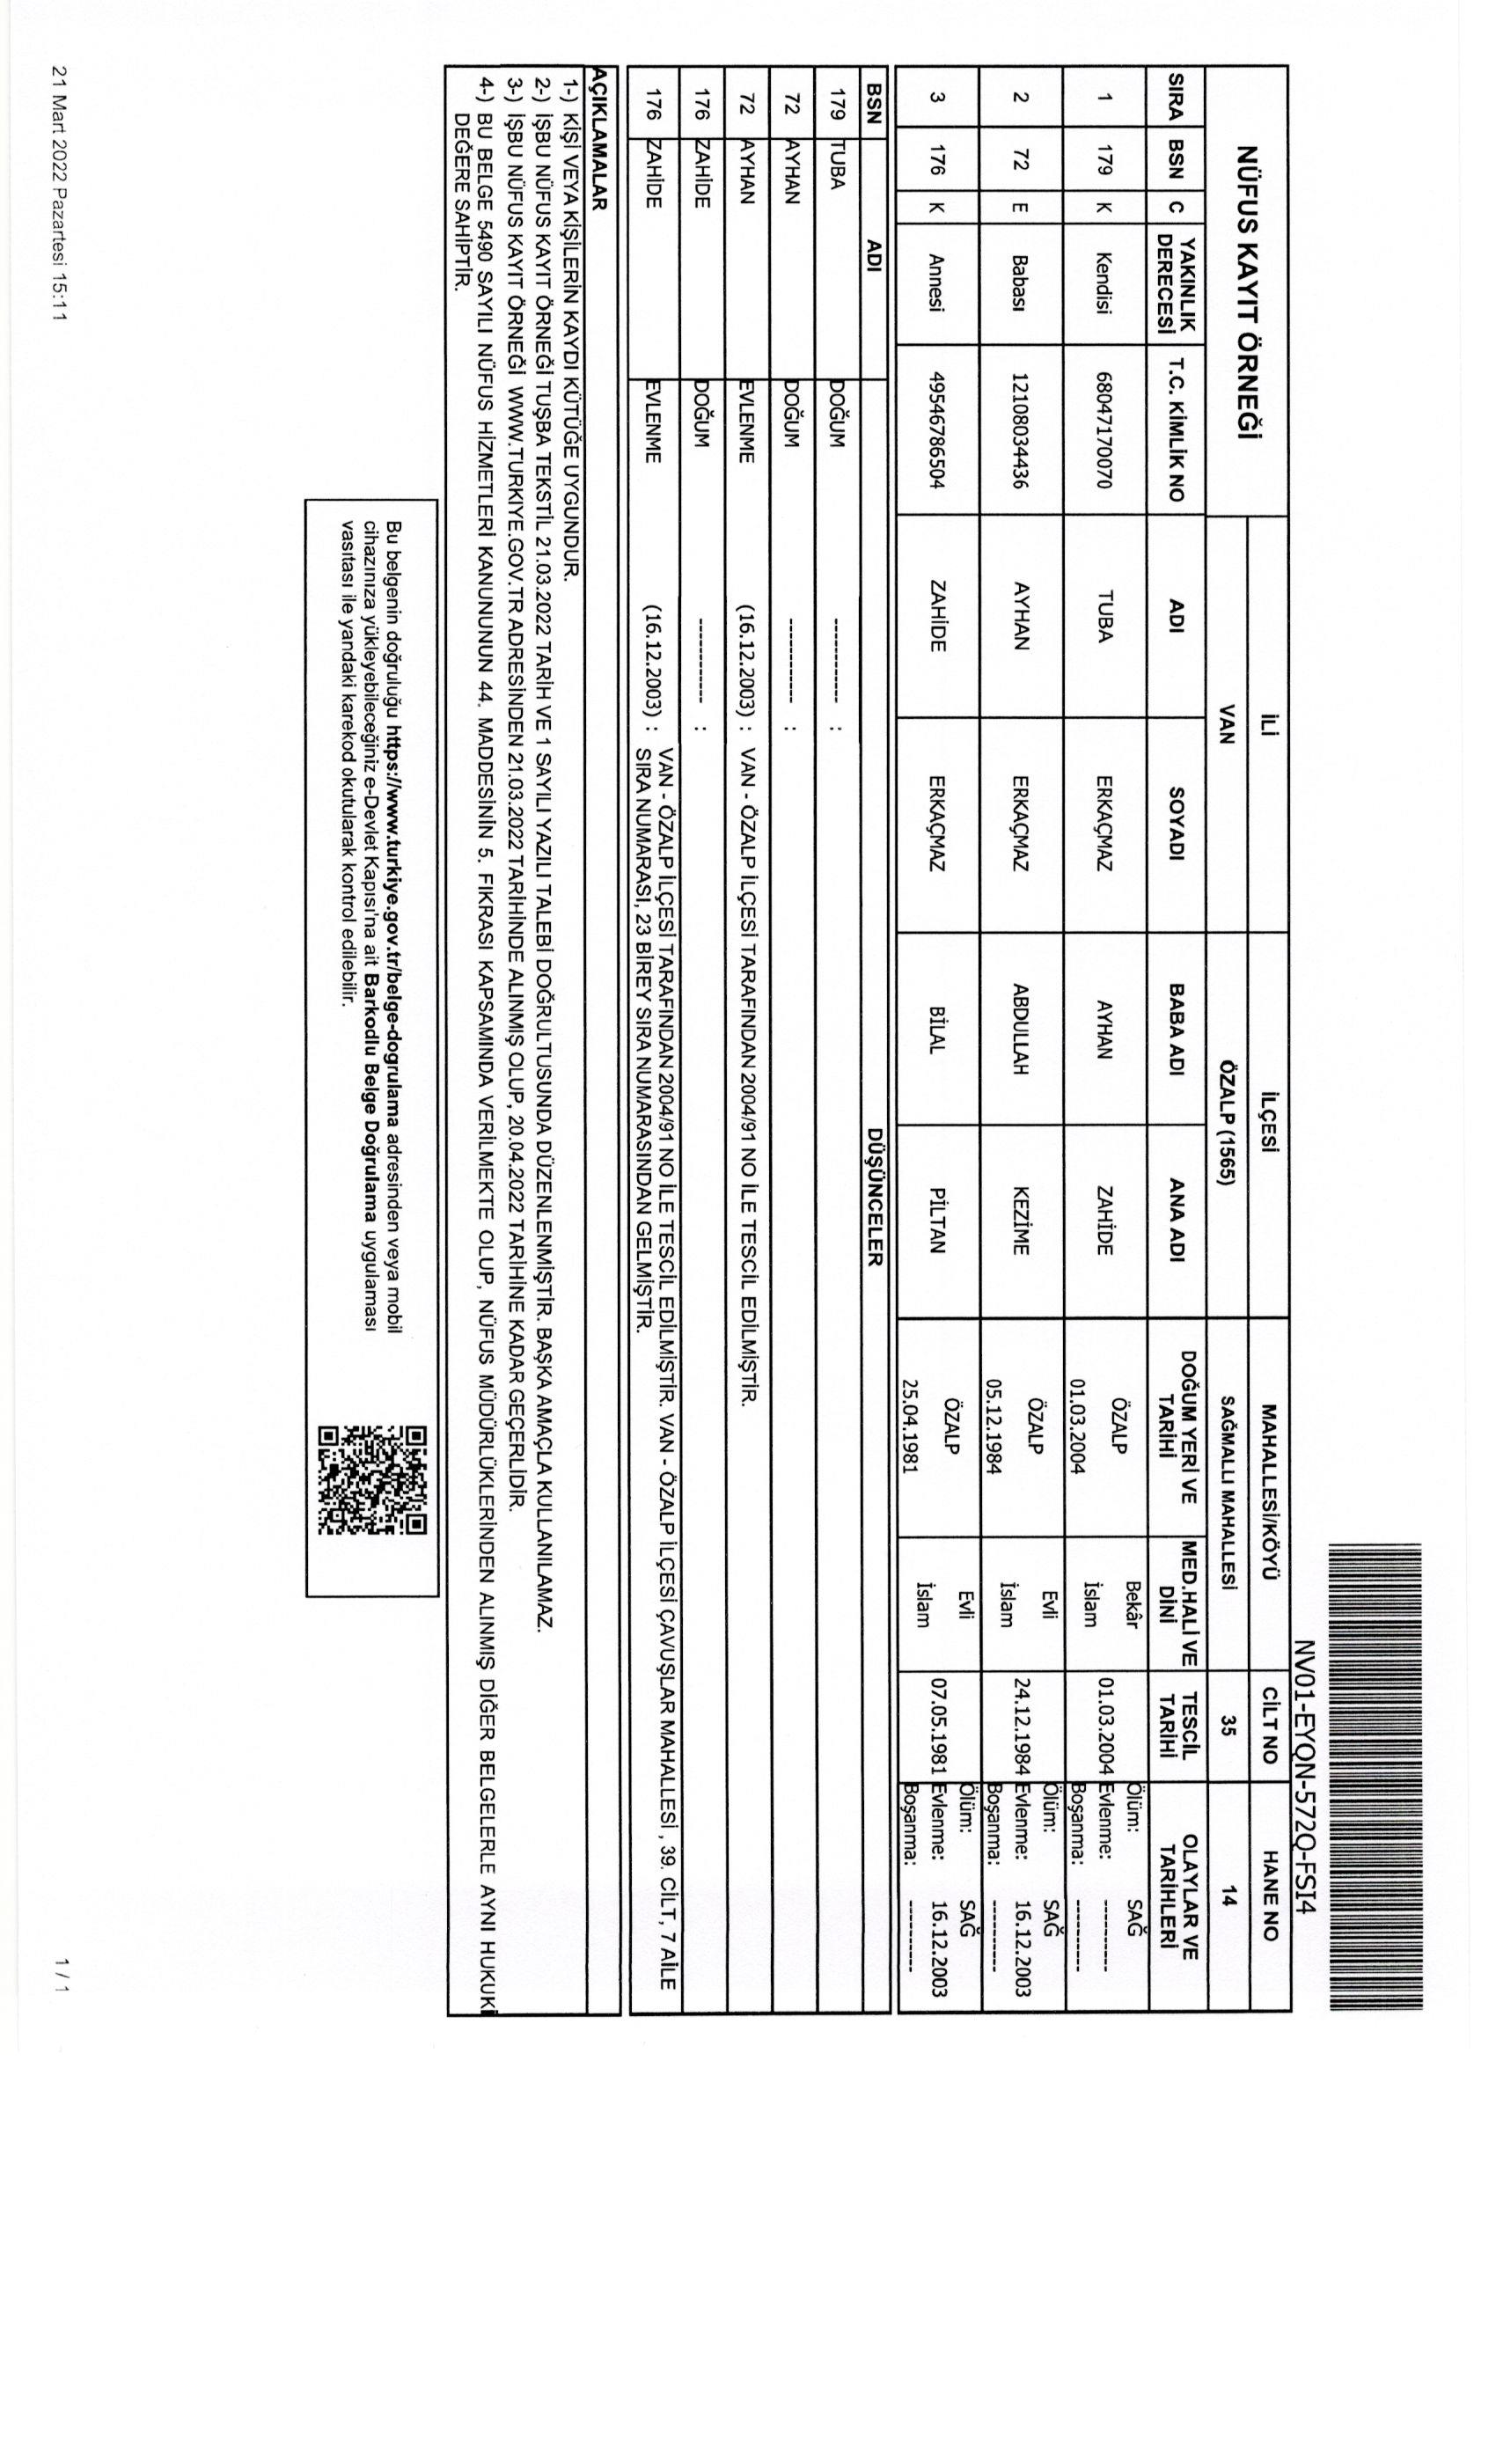 NV01-EYQN-572Q-FSI4
NÜFUS KAYIT ÖRNEĞİ İLİ İLÇESİ MAHALLESİ/KÖYÜ CİLT NO HANE NO
VAN ÖZALP (1565) SAĞMALLI MAHALLESİ 35 14
SIRA BSN C YAKINLIK DERECESİ T.C. KİMLİK NO ADI SOYADI BABA ADI ANA ADI DOĞUM YERİ VE TARİHİ MED.HALİ VE DİNİ TESCİL TARİHİ OLAYLAR VE TARİHLERİ
1 179 K Kendisi 68047170070 TUBA ERKAÇMAZ AYHAN ZAHİDE ÖZALP 01.03.2004 Bekâr İslam 01.03.2004 Ölüm: SAĞ Evlenme: ---------- Boşanma: ----------
2 72 E Babası 12108034436 AYHAN ERKAÇMAZ ABDULLAH KEZİME ÖZALP 05.12.1984 Evli İslam 24.12.1984 Ölüm: SAĞ Evlenme: 16.12.2003 Boşanma: ----------
3 176 K Annesi 49546786504 ZAHİDE ERKAÇMAZ BİLAL PİLTAN ÖZALP 25.04.1981 Evli İslam 07.05.1981 Ölüm: SAĞ Evlenme: 16.12.2003 Boşanma: ----------
BSN ADI DÜŞÜNCELER
179 TUBA DOĞUM ------------ :
72 AYHAN DOĞUM ------------ :
72 AYHAN EVLENME (16.12.2003) : VAN - ÖZALP İLÇESİ TARAFINDAN 2004/91 NO İLE TESCİL EDİLMİŞTİR.
176 ZAHİDE DOĞUM ------------ :
176 ZAHİDE EVLENME (16.12.2003) : VAN - ÖZALP İLÇESİ TARAFINDAN 2004/91 NO İLE TESCİL EDİLMİŞTİR. VAN - ÖZALP İLÇESİ ÇAVUŞLAR MAHALLESİ , 39. CİLT, 7 AİLE
SIRA NUMARASI, 23 BİREY SIRA NUMARASINDAN GELMİŞTİR.
AÇIKLAMALAR
1-) KİŞİ VEYA KİŞİLERİN KAYDI KÜTÜĞE UYGUNDUR.
2-) İŞBU NÜFUS KAYIT ÖRNEĞİ TUŞBA TEKSTİL 21.03.2022 TARİH VE 1 SAYILI YAZILI TALEBİ DOĞRULTUSUNDA DÜZENLENMİŞTİR. BAŞKA AMAÇLA KULLANILAMAZ.
3-) İŞBU NÜFUS KAYIT ÖRNEĞİ WWW.TURKIYE.GOV.TR ADRESİNDEN 21.03.2022 TARİHİNDE ALINMIŞ OLUP, 20.04.2022 TARİHİNE KADAR GEÇERLİDİR.
4-) BU BELGE 5490 SAYILI NÜFUS HİZMETLERİ KANUNUNUN 44. MADDESİNİN 5. FIKRASI KAPSAMINDA VERİLMEKTE OLUP, NÜFUS MÜDÜRLÜKLERİNDEN ALINMIŞ DİĞER BELGELERLE AYNI HUKUKİ
DEĞERE SAHİPTİR.
Bu belgenin doğruluğu https://www.turkiye.gov.tr/belge-dogrulama adresinden veya mobil
cihazınıza yükleyebileceğiniz e-Devlet Kapısı'na ait Barkodlu Belge Doğrulama uygulaması
vasıtası ile yandaki karekod okutularak kontrol edilebilir.
21 Mart 2022 Pazartesi 15:11
1 / 1